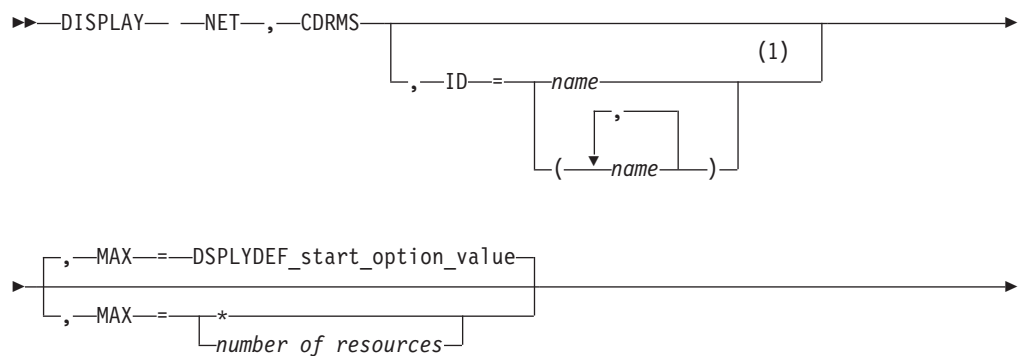 DISPLAY NET , CDRMS
(1)
, ID = name
,
( name )
, MAX = DSPLYDEF_start_option_value
, MAX = *
number of resources